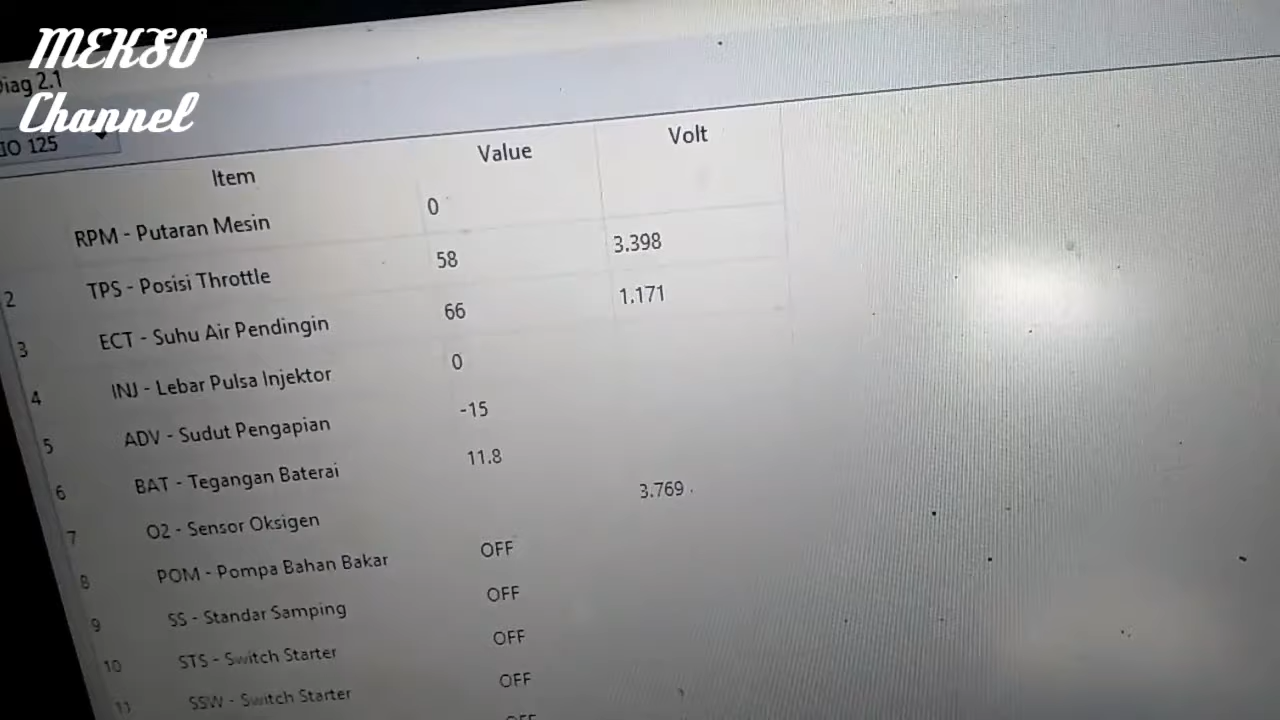 MEKSO
Channel
Diag 2.1
IO 125
Item Value Volt
RPM - Putaran Mesin 0
2 TPS - Posisi Throttle 58 3.398
3 ECT - Suhu Air Pendingin 66 1.171
4 INJ - Lebar Pulsa Injektor 0
5 ADV - Sudut Pengapian -15
6 BAT - Tegangan Baterai 11.8
7 O2 - Sensor Oksigen 3.769
8 POM - Pompa Bahan Bakar OFF
9 SS - Standar Samping OFF
10 STS - Switch Starter OFF
11 SSW - Switch Starter OFF
OFF